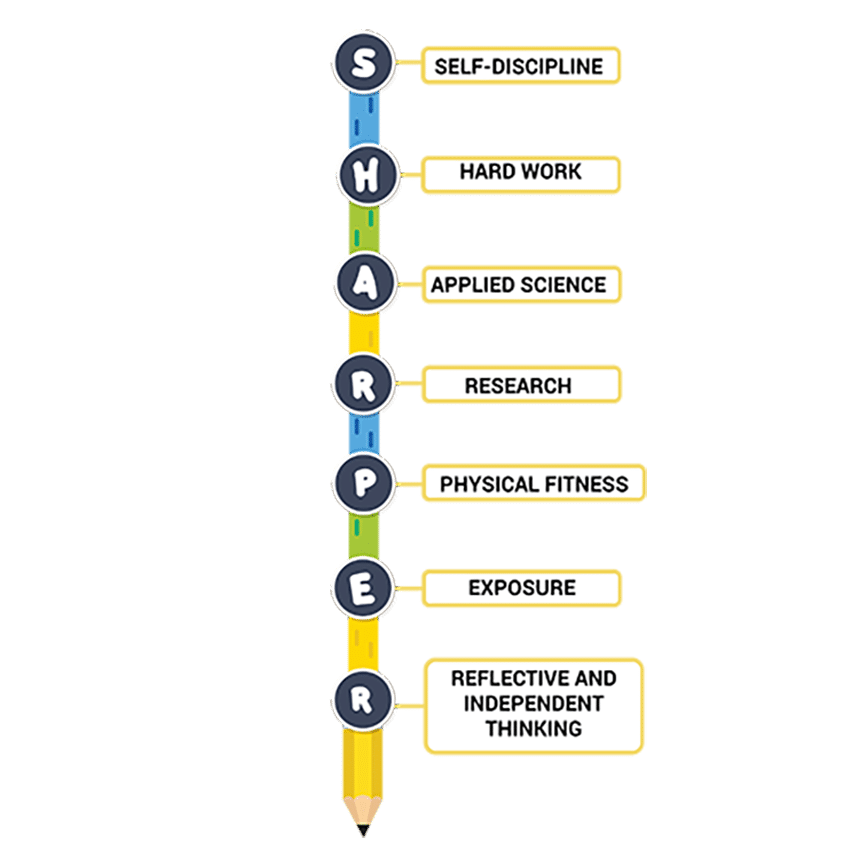 S
SELF-DISCIPLINE
H
HARD WORK
A
APPLIED SCIENCE
R
RESEARCH
P
PHYSICAL FITNESS
E
EXPOSURE
R
REFLECTIVE AND
INDEPENDENT
THINKING